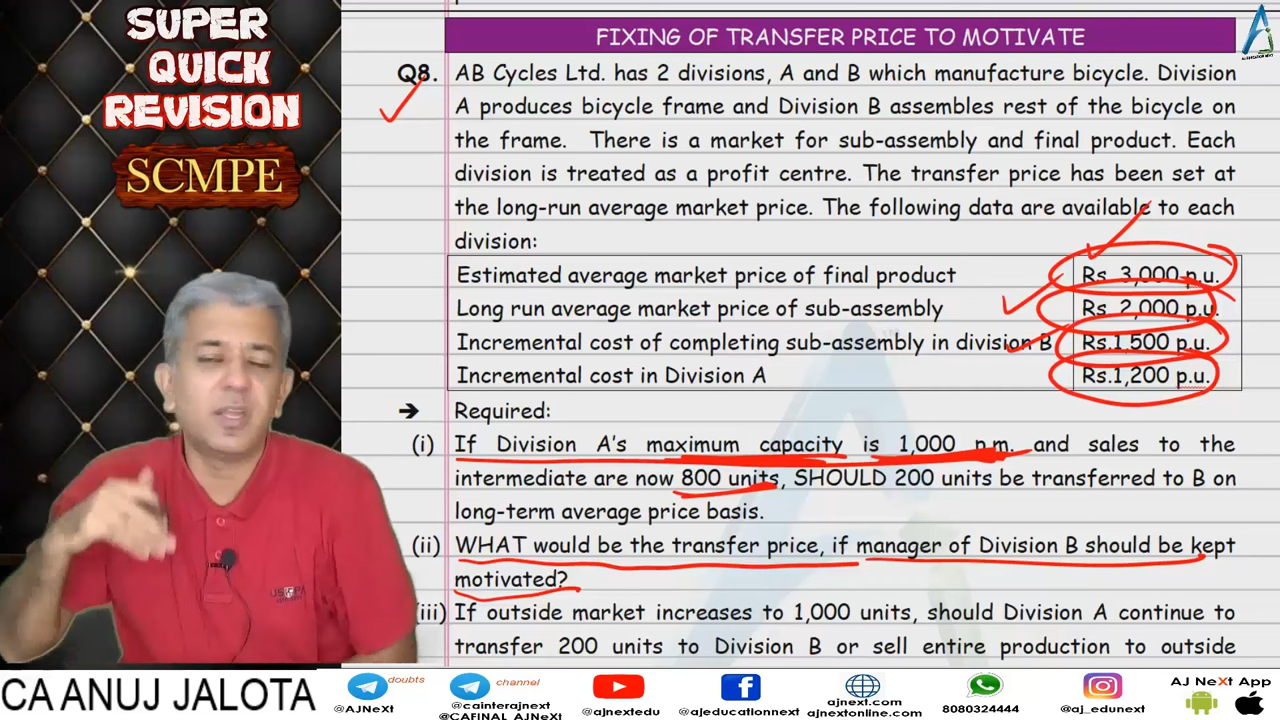 SUPER
QUICK
REVISION
SCMPE
FIXING OF TRANSFER PRICE TO MOTIVATE
Q8. AB Cycles Ltd. has 2 divisions, A and B which manufacture bicycle. Division
A produces bicycle frame and Division B assembles rest of the bicycle on
the frame. There is a market for sub-assembly and final product. Each
division is treated as a profit centre. The transfer price has been set at
the long-run average market price. The following data are available to each
division:
Estimated average market price of final product Rs. 3,000 p.u.
Long run average market price of sub-assembly Rs. 2,000 p.u.
Incremental cost of completing sub-assembly in division B Rs.1,500 p.u.
Incremental cost in Division A Rs.1,200 p.u.
➔ Required:
(i) If Division A's maximum capacity is 1,000 p.m. and sales to the
intermediate are now 800 units, SHOULD 200 units be transferred to B on
long-term average price basis.
(ii) WHAT would be the transfer price, if manager of Division B should be kept
motivated?
(iii) If outside market increases to 1,000 units, should Division A continue to
transfer 200 units to Division B or sell entire production to outside
CA ANUJ JALOTA
doubts
@AJNeXt
channel
@cainterajnext
@CAFINAL_AJNeXt
@ajnextedu
@ajeducationnext
ajnext.com
ajnextonline.com
8080324444
@aj_edunext
AJ NeXt App